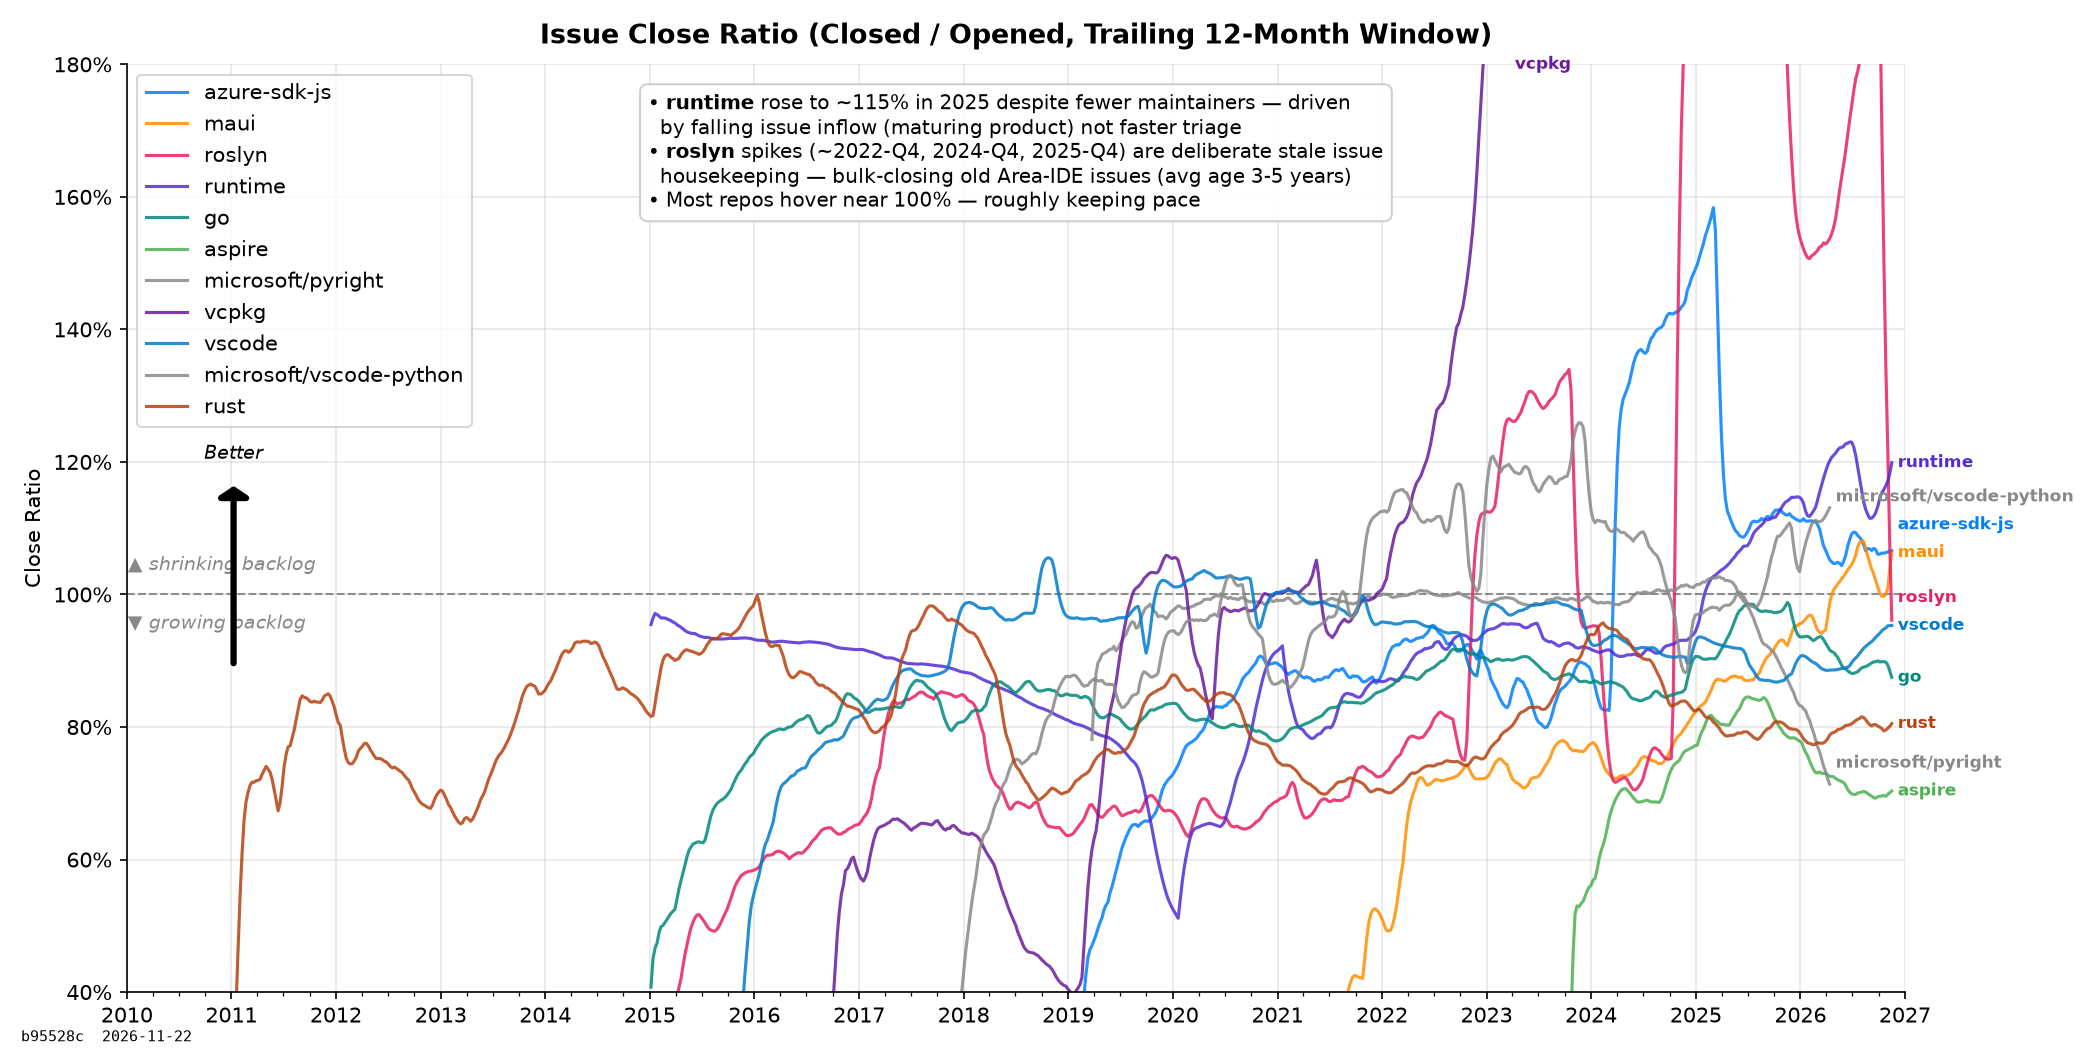 Issue Close Ratio (Closed / Opened, Trailing 12-Month Window)
vcpkg
180%
160%
140%
120%
100%
80%
60%
40%
Close Ratio
azure-sdk-js
maui
roslyn
runtime
go
aspire
microsoft/pyright
vcpkg
vscode
microsoft/vscode-python
rust
• runtime rose to ~115% in 2025 despite fewer maintainers — driven
by falling issue inflow (maturing product) not faster triage
• roslyn spikes (~2022-Q4, 2024-Q4, 2025-Q4) are deliberate stale issue
housekeeping — bulk-closing old Area-IDE issues (avg age 3-5 years)
• Most repos hover near 100% — roughly keeping pace
Better
▲ shrinking backlog
▼ growing backlog
runtime
microsoft/vscode-python
azure-sdk-js
maui
roslyn
vscode
go
rust
microsoft/pyright
aspire
2010 2011 2012 2013 2014 2015 2016 2017 2018 2019 2020 2021 2022 2023 2024 2025 2026 2027
b95528c 2026-11-22